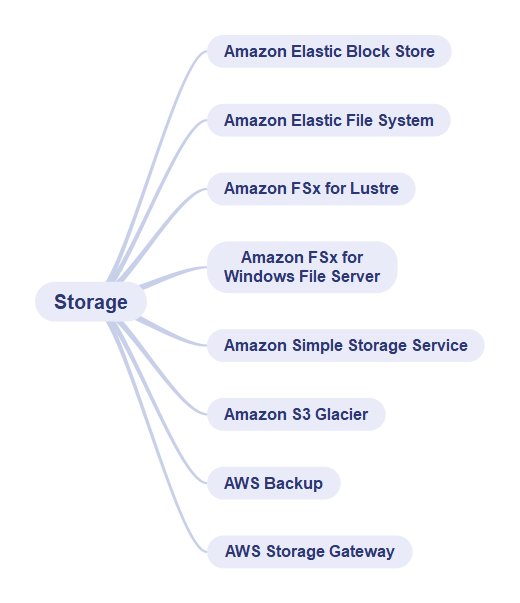 Amazon Elastic Block Store
Amazon Elastic File System
Amazon FSx for Lustre
Amazon FSx for
Windows File Server
Storage
Amazon Simple Storage Service
Amazon S3 Glacier
AWS Backup
AWS Storage Gateway